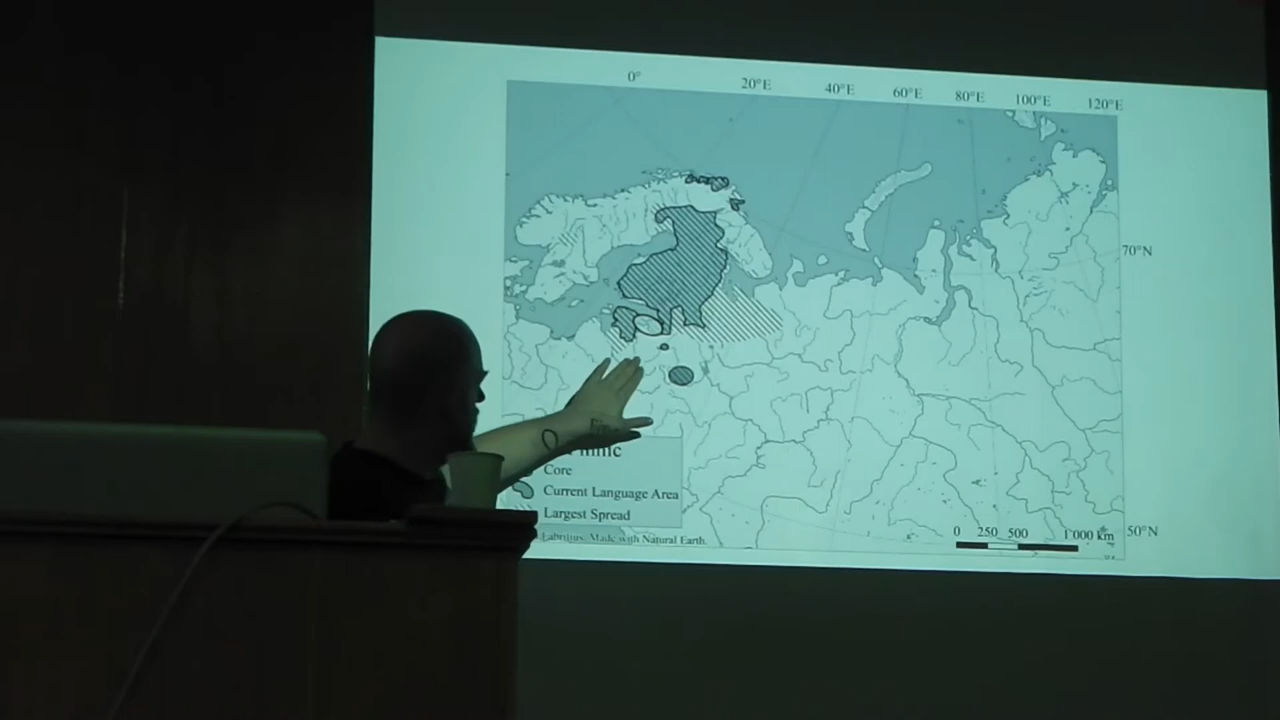 0° 20°E 40°E 60°E 80°E 100°E 120°E
70°N
Core
Current Language Area
Largest Spread
Made with Natural Earth.
0 250 500 1 000 km
50°N